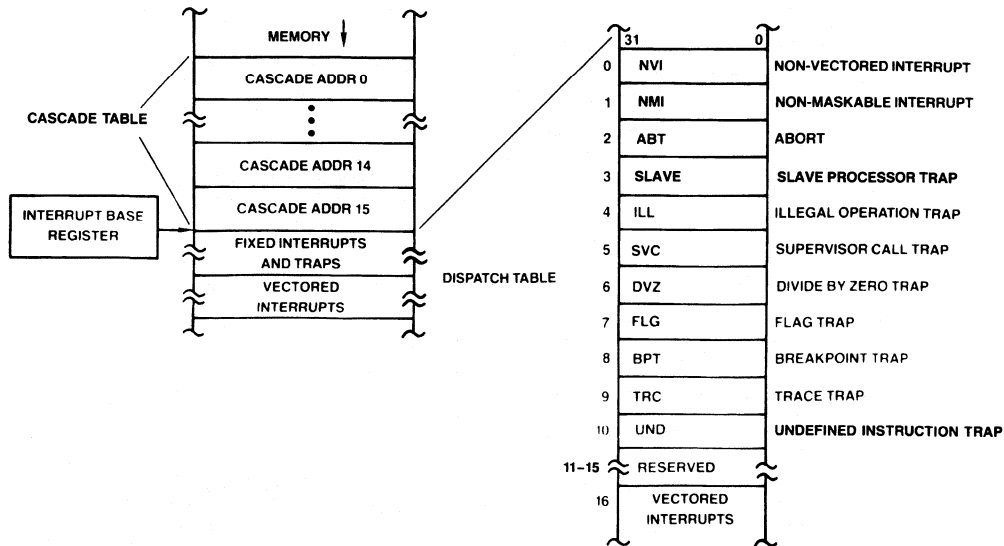 MEMORY
CASCADE ADDR 0
CASCADE TABLE
CASCADE ADDR 14
CASCADE ADDR 15
INTERRUPT BASE
REGISTER
FIXED INTERRUPTS
AND TRAPS
VECTORED
INTERRUPTS
DISPATCH TABLE
31 0
0 NVI NON-VECTORED INTERRUPT
1 NMI NON-MASKABLE INTERRUPT
2 ABT ABORT
3 SLAVE SLAVE PROCESSOR TRAP
4 ILL ILLEGAL OPERATION TRAP
5 SVC SUPERVISOR CALL TRAP
6 DVZ DIVIDE BY ZERO TRAP
7 FLG FLAG TRAP
8 BPT BREAKPOINT TRAP
9 TRC TRACE TRAP
10 UND UNDEFINED INSTRUCTION TRAP
11-15 RESERVED
16 VECTORED
INTERRUPTS